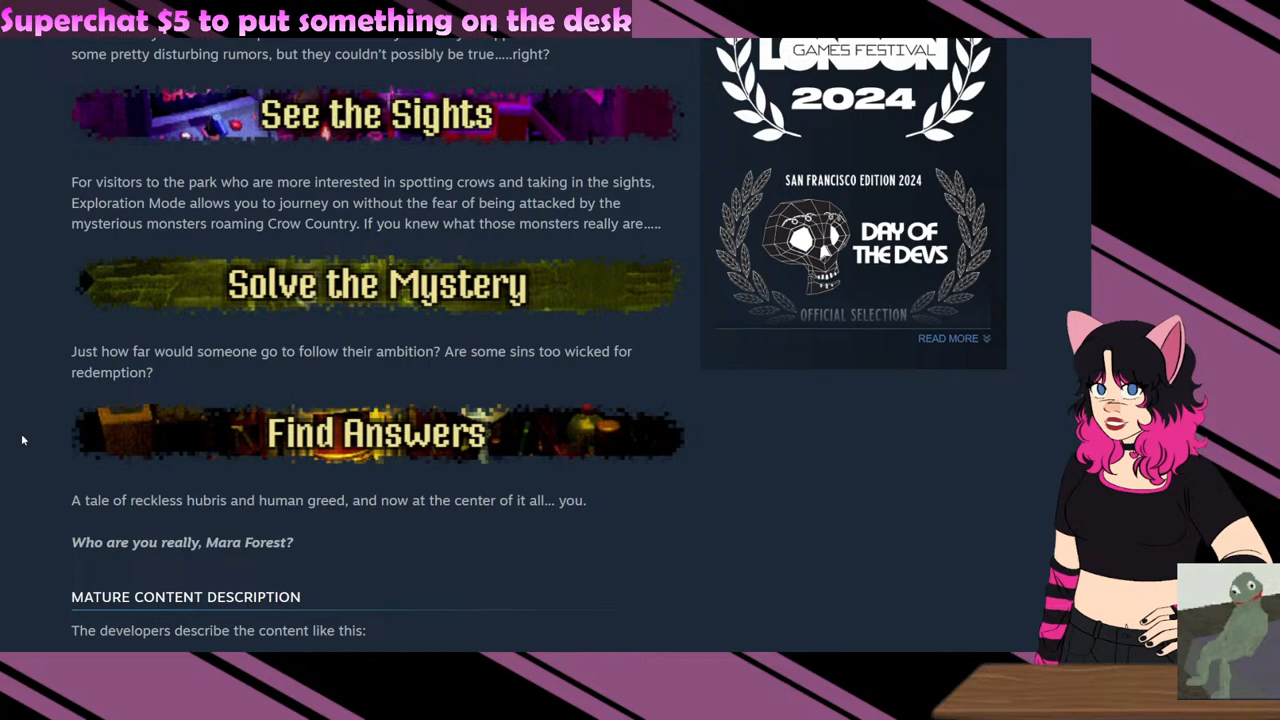 Superchat $5 to put something on the desk
some pretty disturbing rumors, but they couldn't possibly be true.....right?
See the Sights
For visitors to the park who are more interested in spotting crows and taking in the sights,
Exploration Mode allows you to journey on without the fear of being attacked by the
mysterious monsters roaming Crow Country. If you knew what those monsters really are.....
Solve the Mystery
Just how far would someone go to follow their ambition? Are some sins too wicked for
redemption?
Find Answers
A tale of reckless hubris and human greed, and now at the center of it all... you.
Who are you really, Mara Forest?
MATURE CONTENT DESCRIPTION
The developers describe the content like this:
LONDON
GAMES FESTIVAL
2024
SAN FRANCISCO EDITION 2024
DAY OF
THE DEVS
OFFICIAL SELECTION
READ MORE